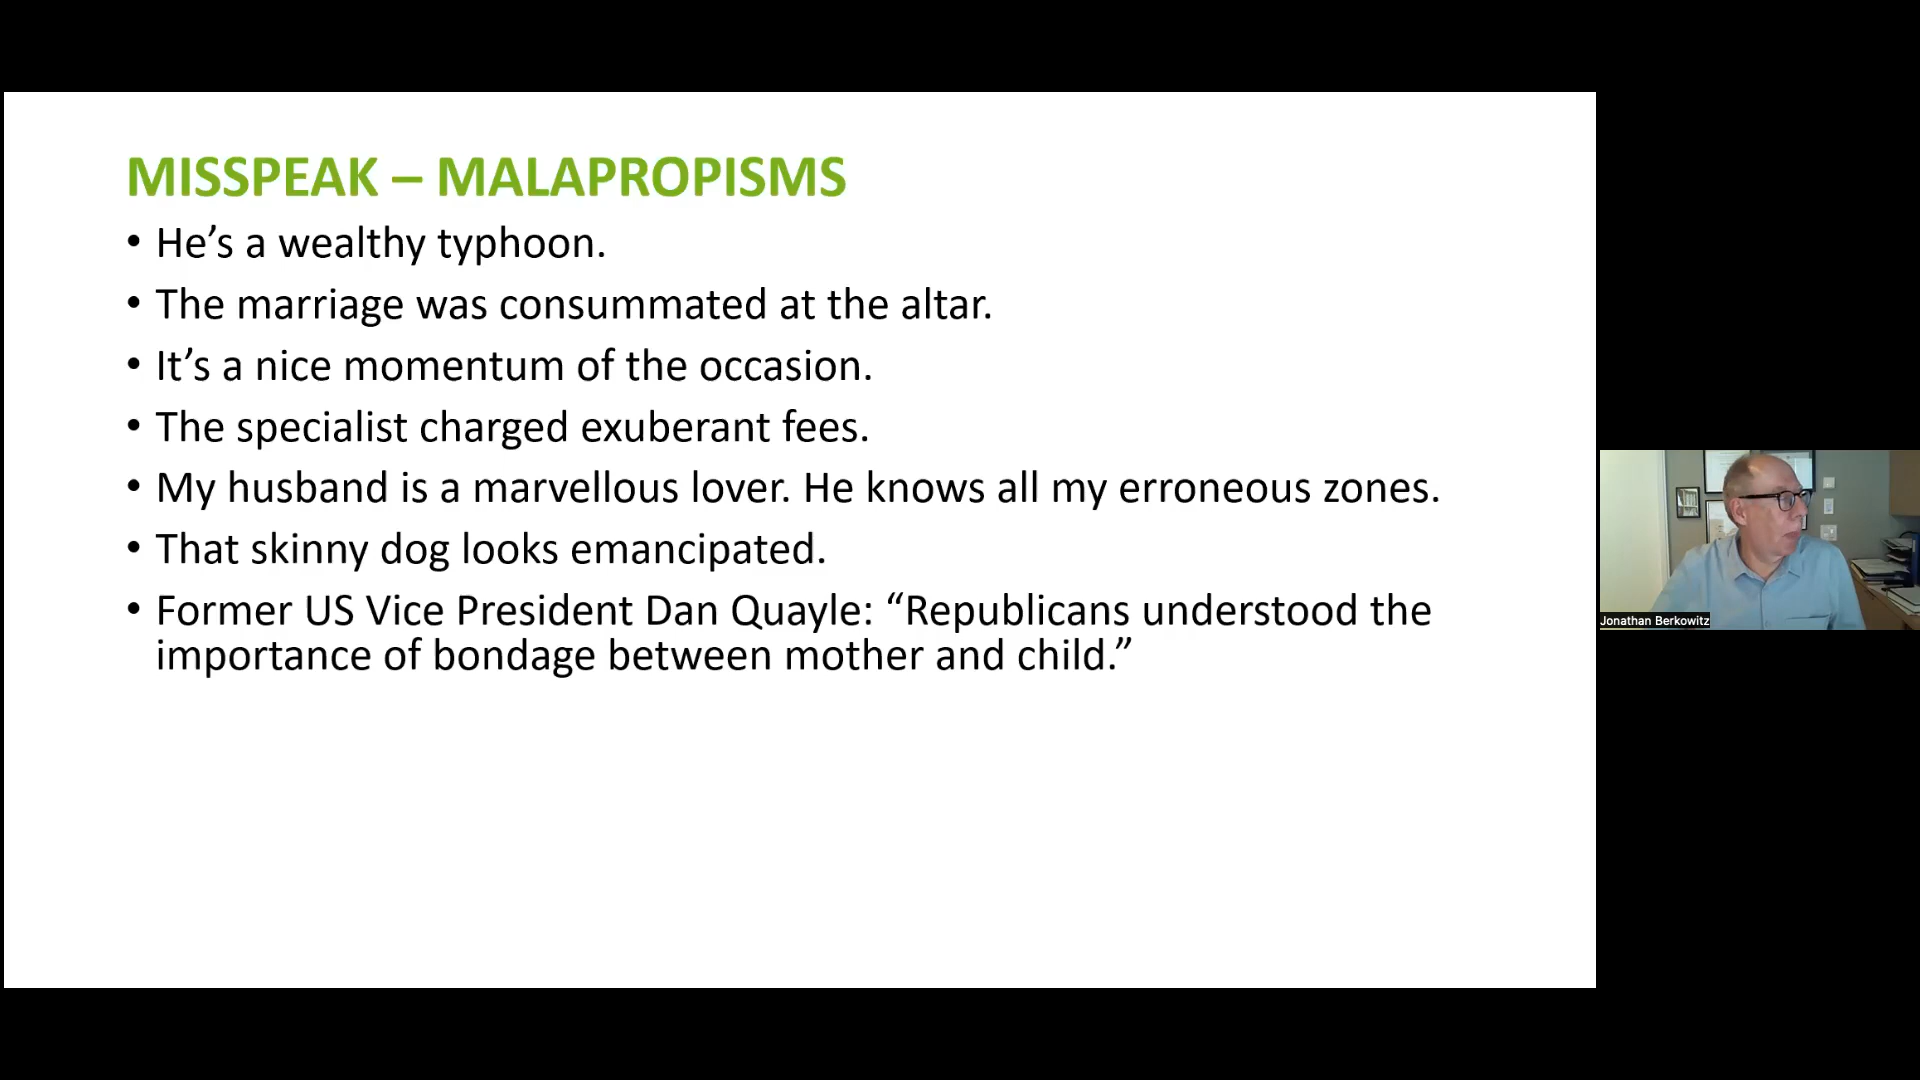 MISSPEAK – MALAPROPISMS
• He’s a wealthy typhoon.
• The marriage was consummated at the altar.
• It’s a nice momentum of the occasion.
• The specialist charged exuberant fees.
• My husband is a marvellous lover. He knows all my erroneous zones.
• That skinny dog looks emancipated.
• Former US Vice President Dan Quayle: “Republicans understood the
importance of bondage between mother and child.”
Jonathan Berkowitz